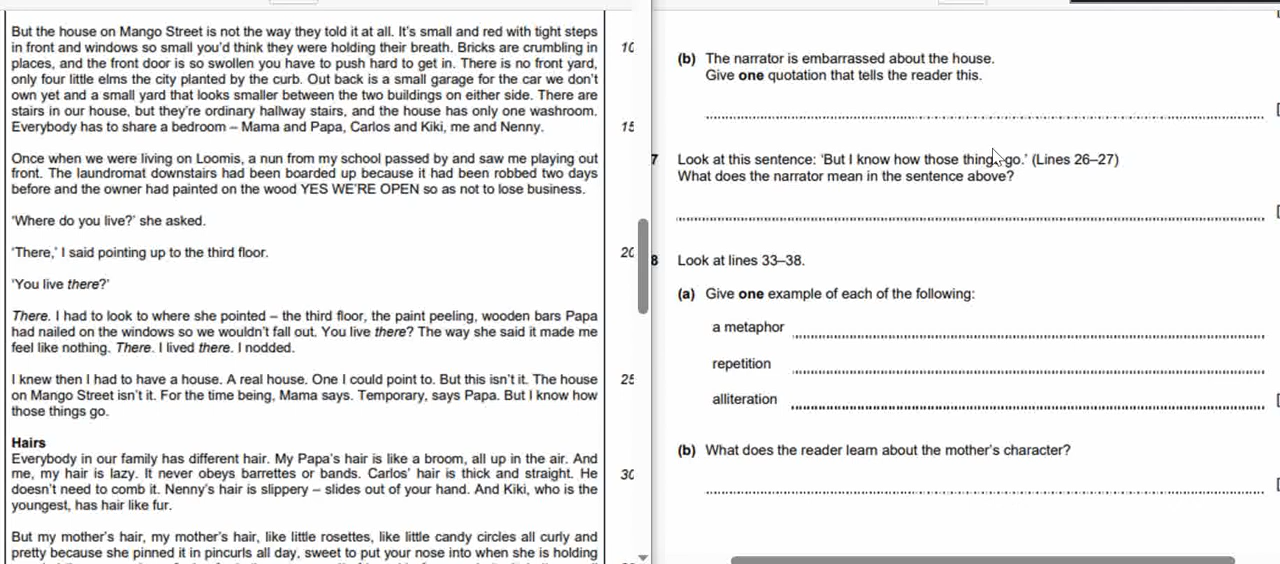 But the house on Mango Street is not the way they told it at all. It's small and red with tight steps
in front and windows so small you'd think they were holding their breath. Bricks are crumbling in
places, and the front door is so swollen you have to push hard to get in. There is no front yard,
only four little elms the city planted by the curb. Out back is a small garage for the car we don't
own yet and a small yard that looks smaller between the two buildings on either side. There are
stairs in our house, but they're ordinary hallway stairs, and the house has only one washroom.
Everybody has to share a bedroom – Mama and Papa, Carlos and Kiki, me and Nenny.
10
15
Once when we were living on Loomis, a nun from my school passed by and saw me playing out
front. The laundromat downstairs had been boarded up because it had been robbed two days
before and the owner had painted on the wood YES WE'RE OPEN so as not to lose business.
'Where do you live?' she asked.
'There,' I said pointing up to the third floor.
20
'You live there?'
There. I had to look to where she pointed – the third floor, the paint peeling, wooden bars Papa
had nailed on the windows so we wouldn't fall out. You live there? The way she said it made me
feel like nothing. There. I lived there. I nodded.
I knew then I had to have a house. A real house. One I could point to. But this isn't it. The house
on Mango Street isn't it. For the time being, Mama says. Temporary, says Papa. But I know how
those things go.
25
Hairs
Everybody in our family has different hair. My Papa's hair is like a broom, all up in the air. And
me, my hair is lazy. It never obeys barrettes or bands. Carlos' hair is thick and straight. He
doesn't need to comb it. Nenny's hair is slippery – slides out of your hand. And Kiki, who is the
youngest, has hair like fur.
30
But my mother's hair, my mother's hair, like little rosettes, like little candy circles all curly and
pretty because she pinned it in pincurls all day, sweet to put your nose into when she is holding
(b) The narrator is embarrassed about the house.
Give one quotation that tells the reader this.
7 Look at this sentence: 'But I know how those things go.' (Lines 26–27)
What does the narrator mean in the sentence above?
8 Look at lines 33–38.
(a) Give one example of each of the following:
a metaphor
repetition
alliteration
(b) What does the reader learn about the mother's character?